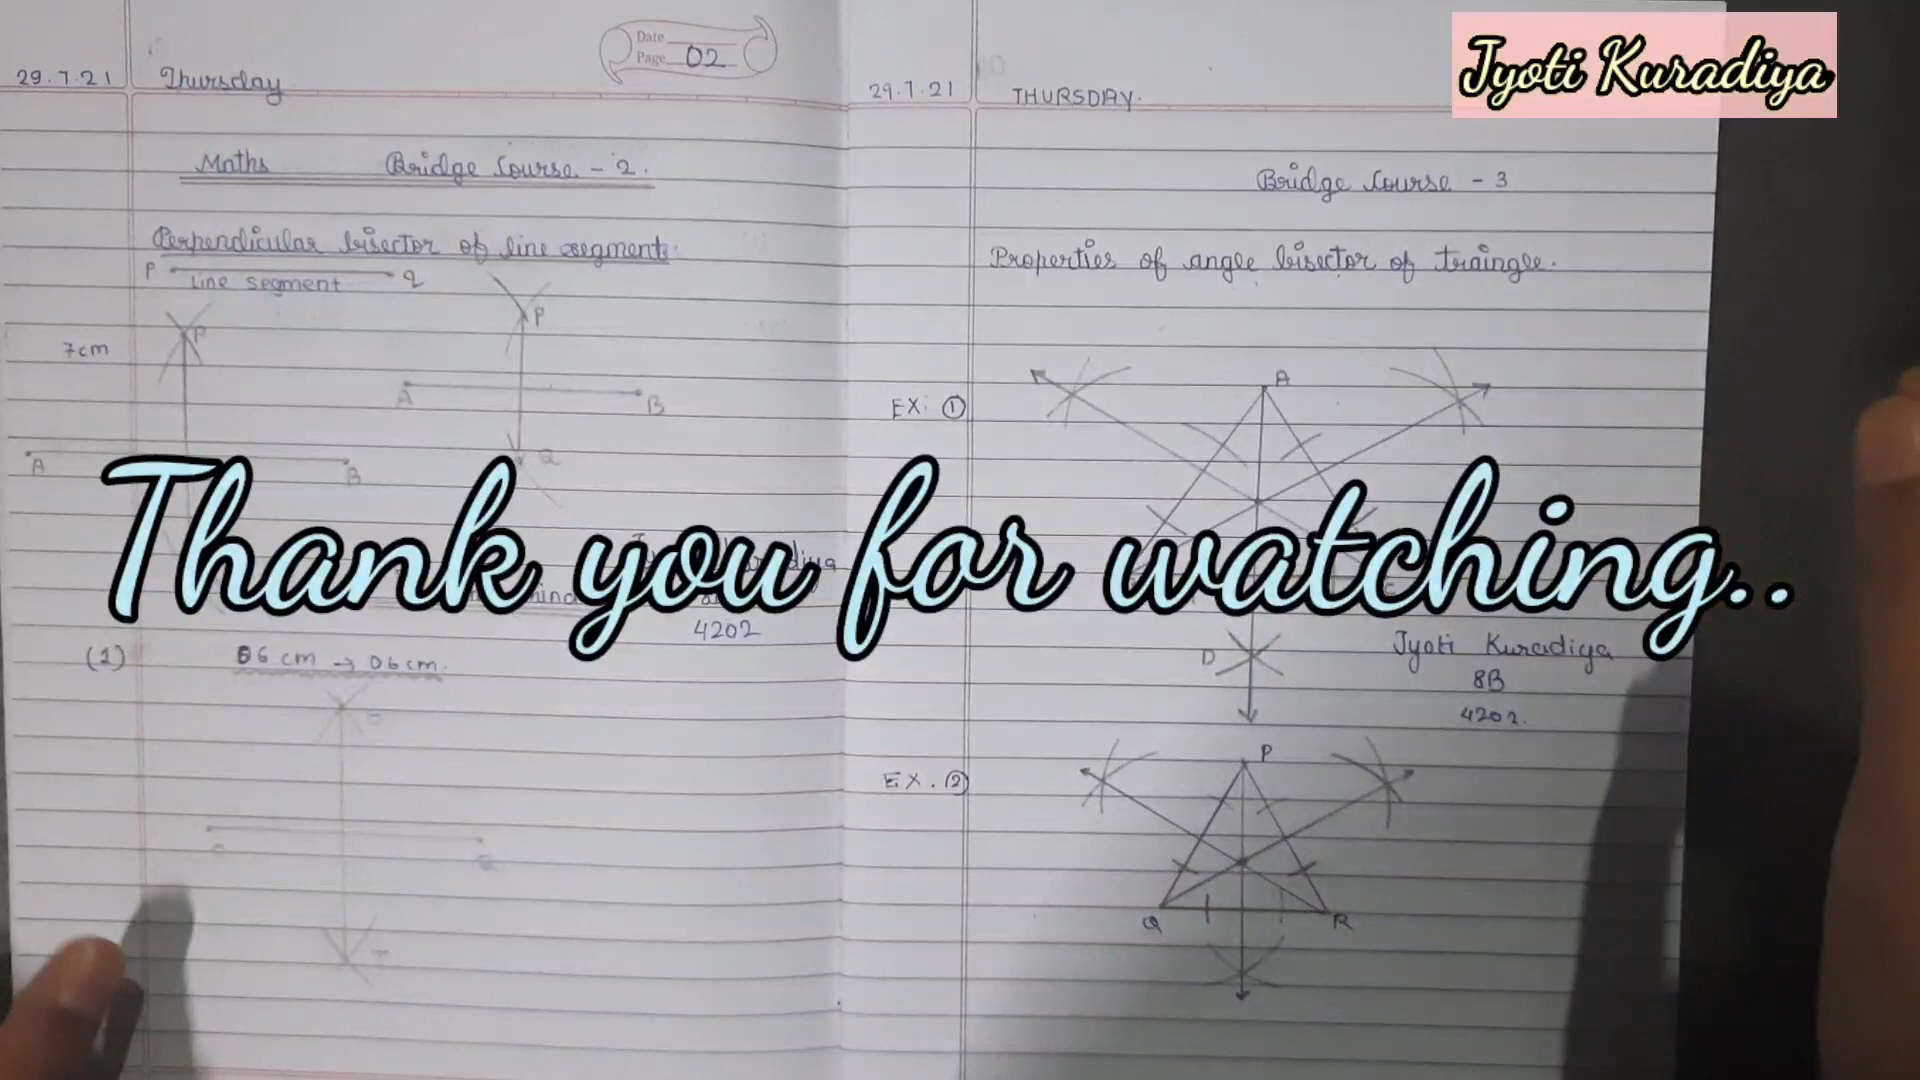 Jyoti Kuradiya
Date
Page 02
29.7.21 Thursday
Maths Bridge Course - 2.
Perpendicular bisector of line segment
P Q
line segment
P
7cm
A B
P
A B
Q
4202
(1) 06 cm → 06 cm.
29.7.21 THURSDAY.
Bridge Course - 3
Properties of angle bisector of traingle.
EX: ①
A
D
Jyoti Kuradiya
8B
4202.
EX. ②
P
Q R
Thank you for watching..